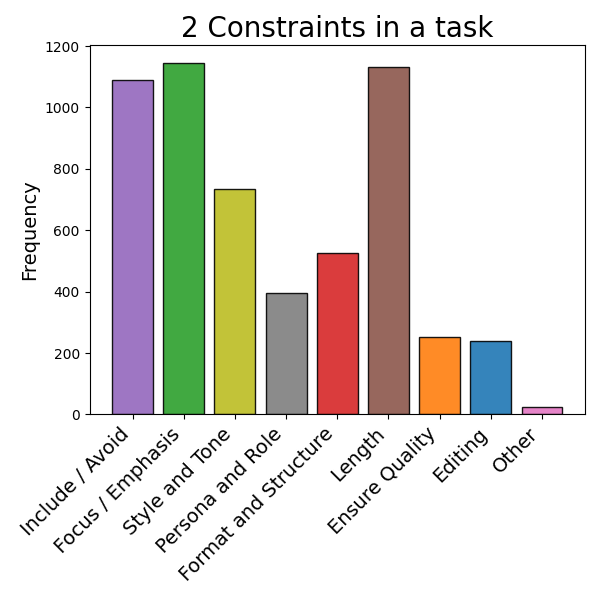 2 Constraints in a task
1200
1000
800
600
400
200
0
Frequency
Include / Avoid
Focus / Emphasis
Style and Tone
Persona and Role
Format and Structure
Length
Ensure Quality
Editing
Other